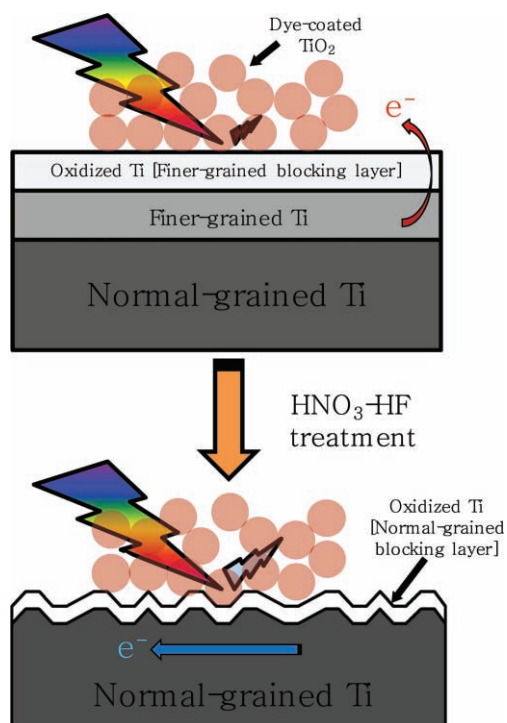 Dye-coated
TiO₂
e⁻
Oxidized Ti [Finer-grained blocking layer]
Finer-grained Ti
Normal-grained Ti
HNO₃-HF
treatment
Oxidized Ti
[Normal-grained
blocking layer]
e⁻
Normal-grained Ti